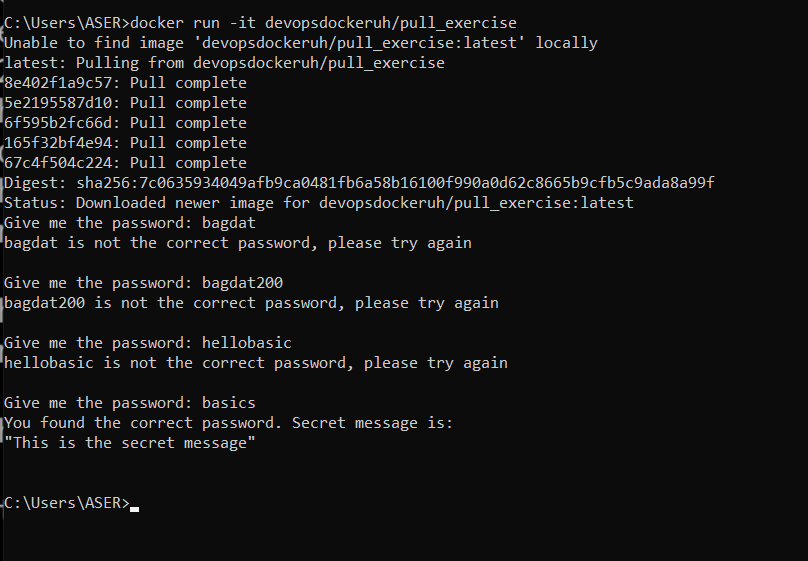 C:\Users\ASER>docker run -it devopsdockeruh/pull_exercise
Unable to find image 'devopsdockeruh/pull_exercise:latest' locally
latest: Pulling from devopsdockeruh/pull_exercise
8e402f1a9c57: Pull complete
5e2195587d10: Pull complete
6f595b2fc66d: Pull complete
165f32bf4e94: Pull complete
67c4f504c224: Pull complete
Digest: sha256:7c0635934049afb9ca0481fb6a58b16100f990a0d62c8665b9cfb5c9ada8a99f
Status: Downloaded newer image for devopsdockeruh/pull_exercise:latest
Give me the password: bagdat
bagdat is not the correct password, please try again
Give me the password: bagdat200
bagdat200 is not the correct password, please try again
Give me the password: hellobasic
hellobasic is not the correct password, please try again
Give me the password: basics
You found the correct password. Secret message is:
"This is the secret message"
C:\Users\ASER>